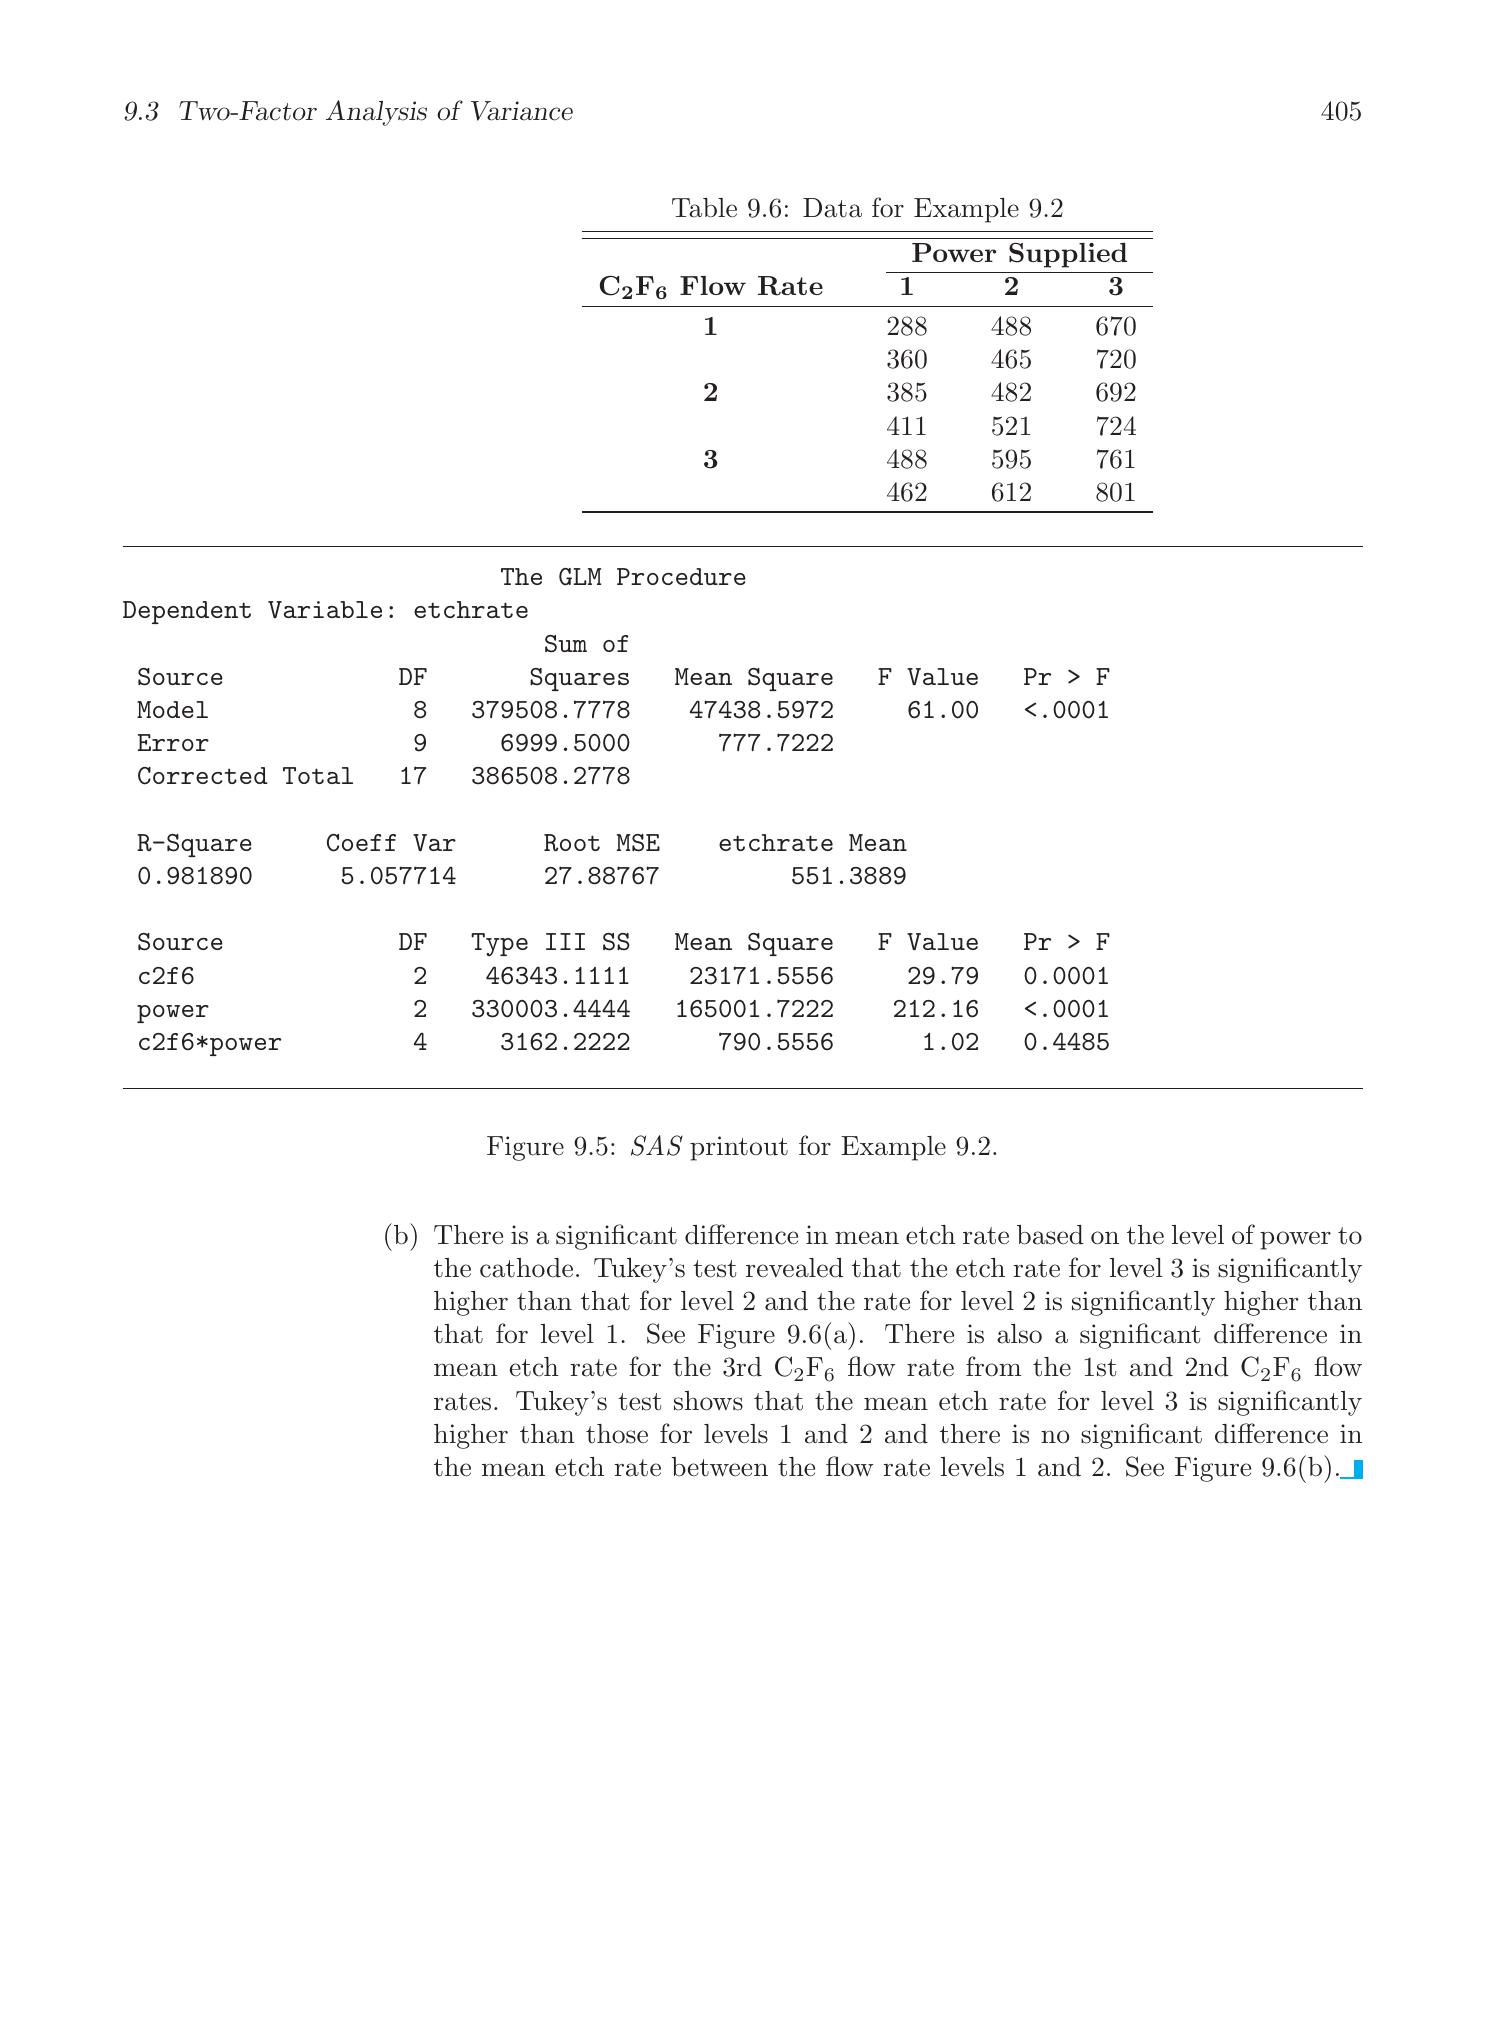 9.3 Two-Factor Analysis of Variance 405
Table 9.6: Data for Example 9.2
Power Supplied
C₂F₆ Flow Rate 1 2 3
1 288 488 670
360 465 720
2 385 482 692
411 521 724
3 488 595 761
462 612 801
The GLM Procedure
Dependent Variable: etchrate
Sum of
Source DF Squares Mean Square F Value Pr > F
Model 8 379508.7778 47438.5972 61.00 <.0001
Error 9 6999.5000 777.7222
Corrected Total 17 386508.2778
R-Square Coeff Var Root MSE etchrate Mean
0.981890 5.057714 27.88767 551.3889
Source DF Type III SS Mean Square F Value Pr > F
c2f6 2 46343.1111 23171.5556 29.79 0.0001
power 2 330003.4444 165001.7222 212.16 <.0001
c2f6*power 4 3162.2222 790.5556 1.02 0.4485
Figure 9.5: SAS printout for Example 9.2.
(b) There is a significant difference in mean etch rate based on the level of power to
the cathode. Tukey's test revealed that the etch rate for level 3 is significantly
higher than that for level 2 and the rate for level 2 is significantly higher than
that for level 1. See Figure 9.6(a). There is also a significant difference in
mean etch rate for the 3rd C₂F₆ flow rate from the 1st and 2nd C₂F₆ flow
rates. Tukey's test shows that the mean etch rate for level 3 is significantly
higher than those for levels 1 and 2 and there is no significant difference in
the mean etch rate between the flow rate levels 1 and 2. See Figure 9.6(b).